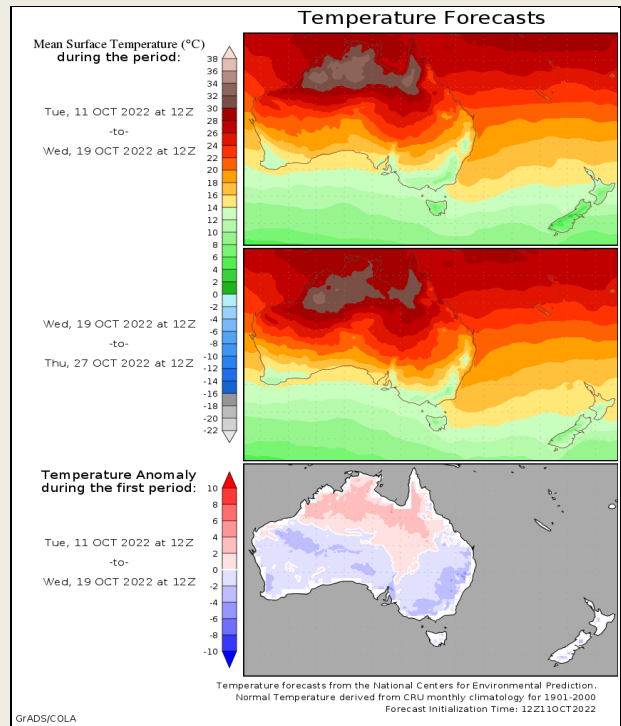 Temperature Forecasts
Mean Surface Temperature (°C)
during the period:
Tue, 11 OCT 2022 at 12Z
-to-
Wed, 19 OCT 2022 at 12Z
38
36
34
32
30
28
26
24
22
20
18
16
14
12
10
8
6
4
2
0
-2
-4
-6
-8
-10
-12
-14
-16
-18
-20
-22
Wed, 19 OCT 2022 at 12Z
-to-
Thu, 27 OCT 2022 at 12Z
Temperature Anomaly
during the first period:
Tue, 11 OCT 2022 at 12Z
-to-
Wed, 19 OCT 2022 at 12Z
10
8
6
4
2
0
-2
-4
-6
-8
-10
Temperature forecasts from the National Centers for Environmental Prediction.
Normal Temperature derived from CRU monthly climatology for 1901-2000
Forecast Initialization Time: 12Z11OCT2022
GrADS/COLA